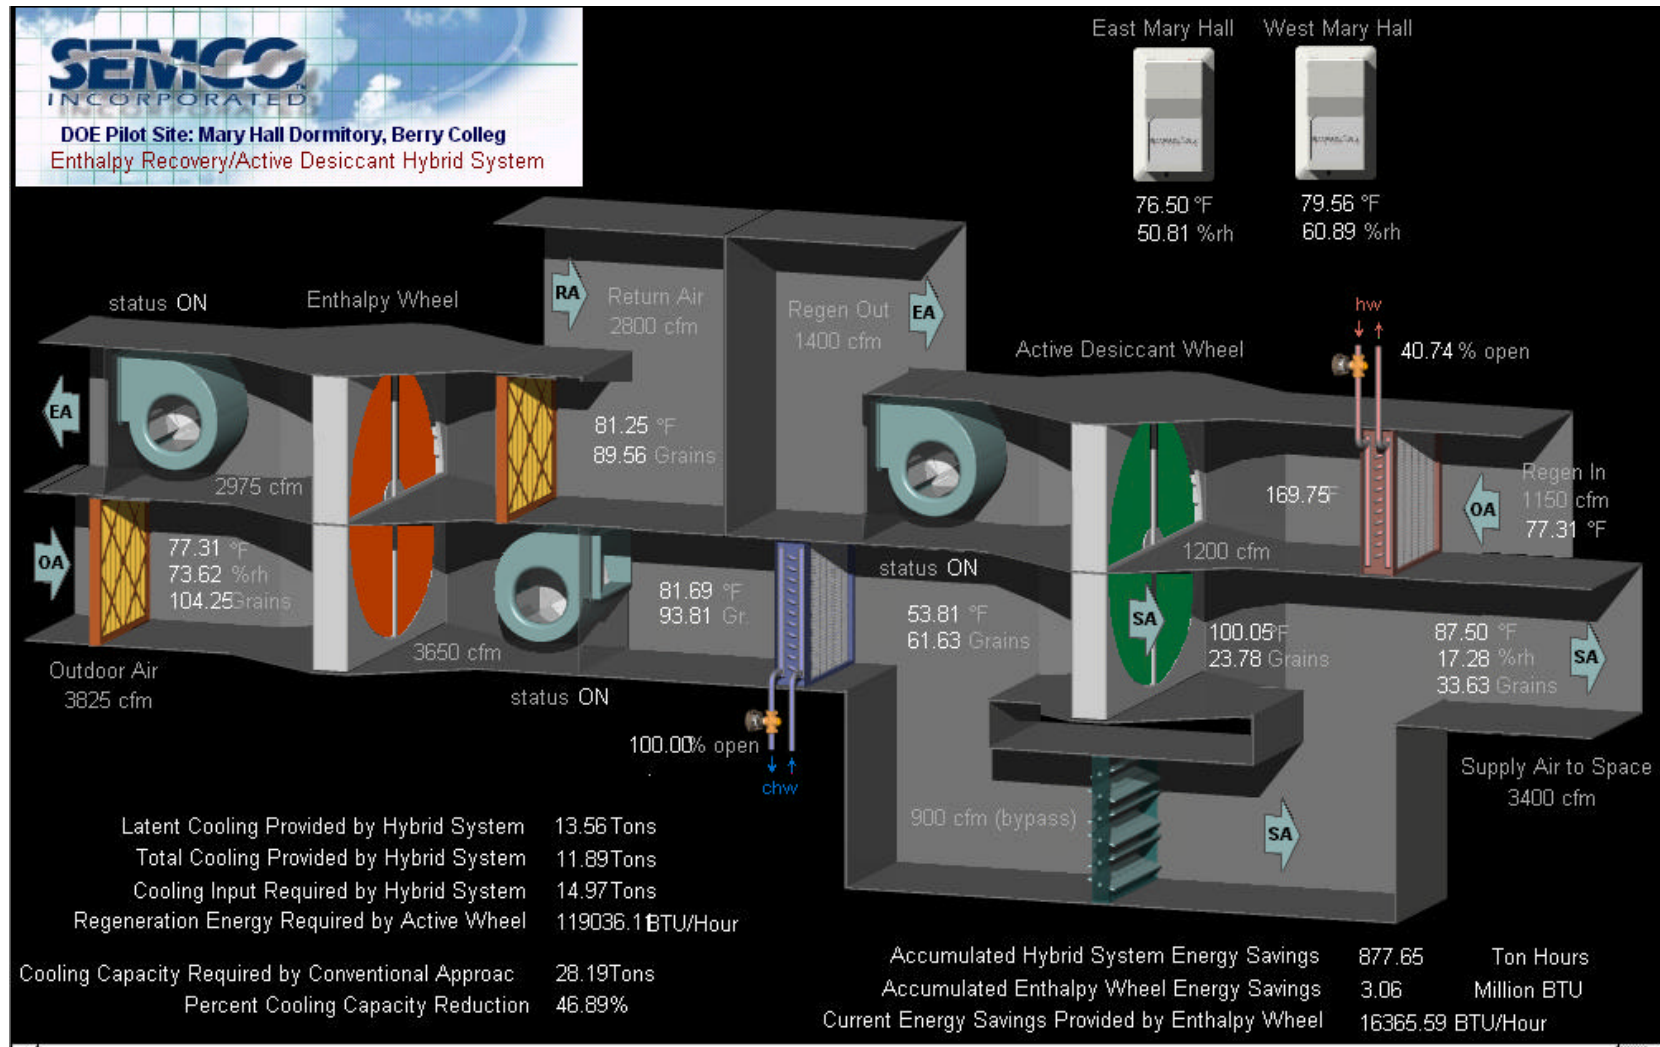 SEMCO
INCORPORATED
DOE Pilot Site: Mary Hall Dormitory, Berry Colleg
Enthalpy Recovery/Active Desiccant Hybrid System
East Mary Hall
West Mary Hall
76.50 °F
50.81 %rh
79.56 °F
60.89 %rh
status ON
Enthalpy Wheel
RA
Return Air
2800 cfm
Regen Out
1400 cfm
EA
hw
40.74 % open
Active Desiccant Wheel
EA
81.25 °F
89.56 Grains
2975 cfm
169.75°F
Regen In
1150 cfm
77.31 °F
OA
OA
77.31 °F
73.62 %rh
104.25Grains
1200 cfm
status ON
81.69 °F
93.81 Gr.
53.81 °F
61.63 Grains
SA
100.05°F
23.78 Grains
87.50 °F
17.28 %rh
33.63 Grains
SA
3650 cfm
Outdoor Air
3825 cfm
status ON
100.00% open
chw
Supply Air to Space
3400 cfm
900 cfm (bypass)
SA
Latent Cooling Provided by Hybrid System 13.56 Tons
Total Cooling Provided by Hybrid System 11.89 Tons
Cooling Input Required by Hybrid System 14.97 Tons
Regeneration Energy Required by Active Wheel 119036.11 BTU/Hour
Cooling Capacity Required by Conventional Approac 28.19 Tons
Percent Cooling Capacity Reduction 46.89%
Accumulated Hybrid System Energy Savings 877.65 Ton Hours
Accumulated Enthalpy Wheel Energy Savings 3.06 Million BTU
Current Energy Savings Provided by Enthalpy Wheel 16365.59 BTU/Hour